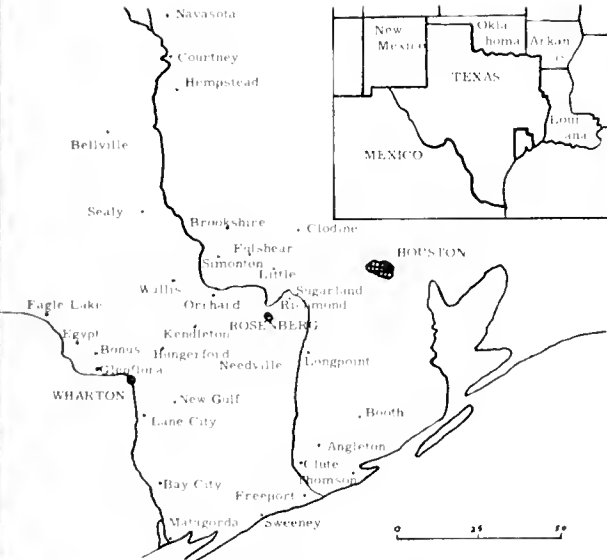 Navasota
Courtney
Hempstead
Bellville
Sealy
Brookshire
Clodine
Fulshear
Simonton
Little
HOUSTON
Wallis
Sugarland
Orchard
Richmond
Eagle Lake
ROSENBERG
Egypt
Kendleton
Bonus
Hungerford
Longpoint
Glenflora
Needville
WHARTON
New Gulf
Lane City
Booth
Angleton
Clute
Thomson
Bay City
Freeport
Matagorda
Sweeney
0 25 50
New
Mexico
Okla
homa
Arkan
TEXAS
Loui
ana
MEXICO